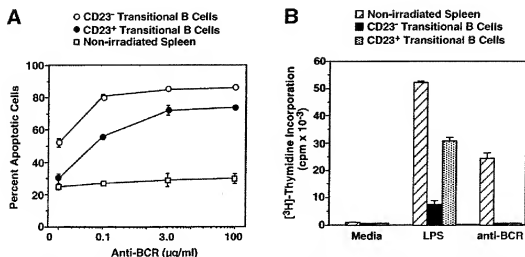 A
CD23⁻ Transitional B Cells
CD23⁺ Transitional B Cells
Non-irradiated Spleen
Percent Apoptotic Cells
100
80
60
40
20
0
0 0.1 3.0 100
Anti-BCR (µg/ml)
B
Non-irradiated Spleen
CD23⁻ Transitional B Cells
CD23⁺ Transitional B Cells
[³H]-Thymidine Incorporation
(cpm x 10⁻³)
60
50
40
30
20
10
0
Media LPS anti-BCR